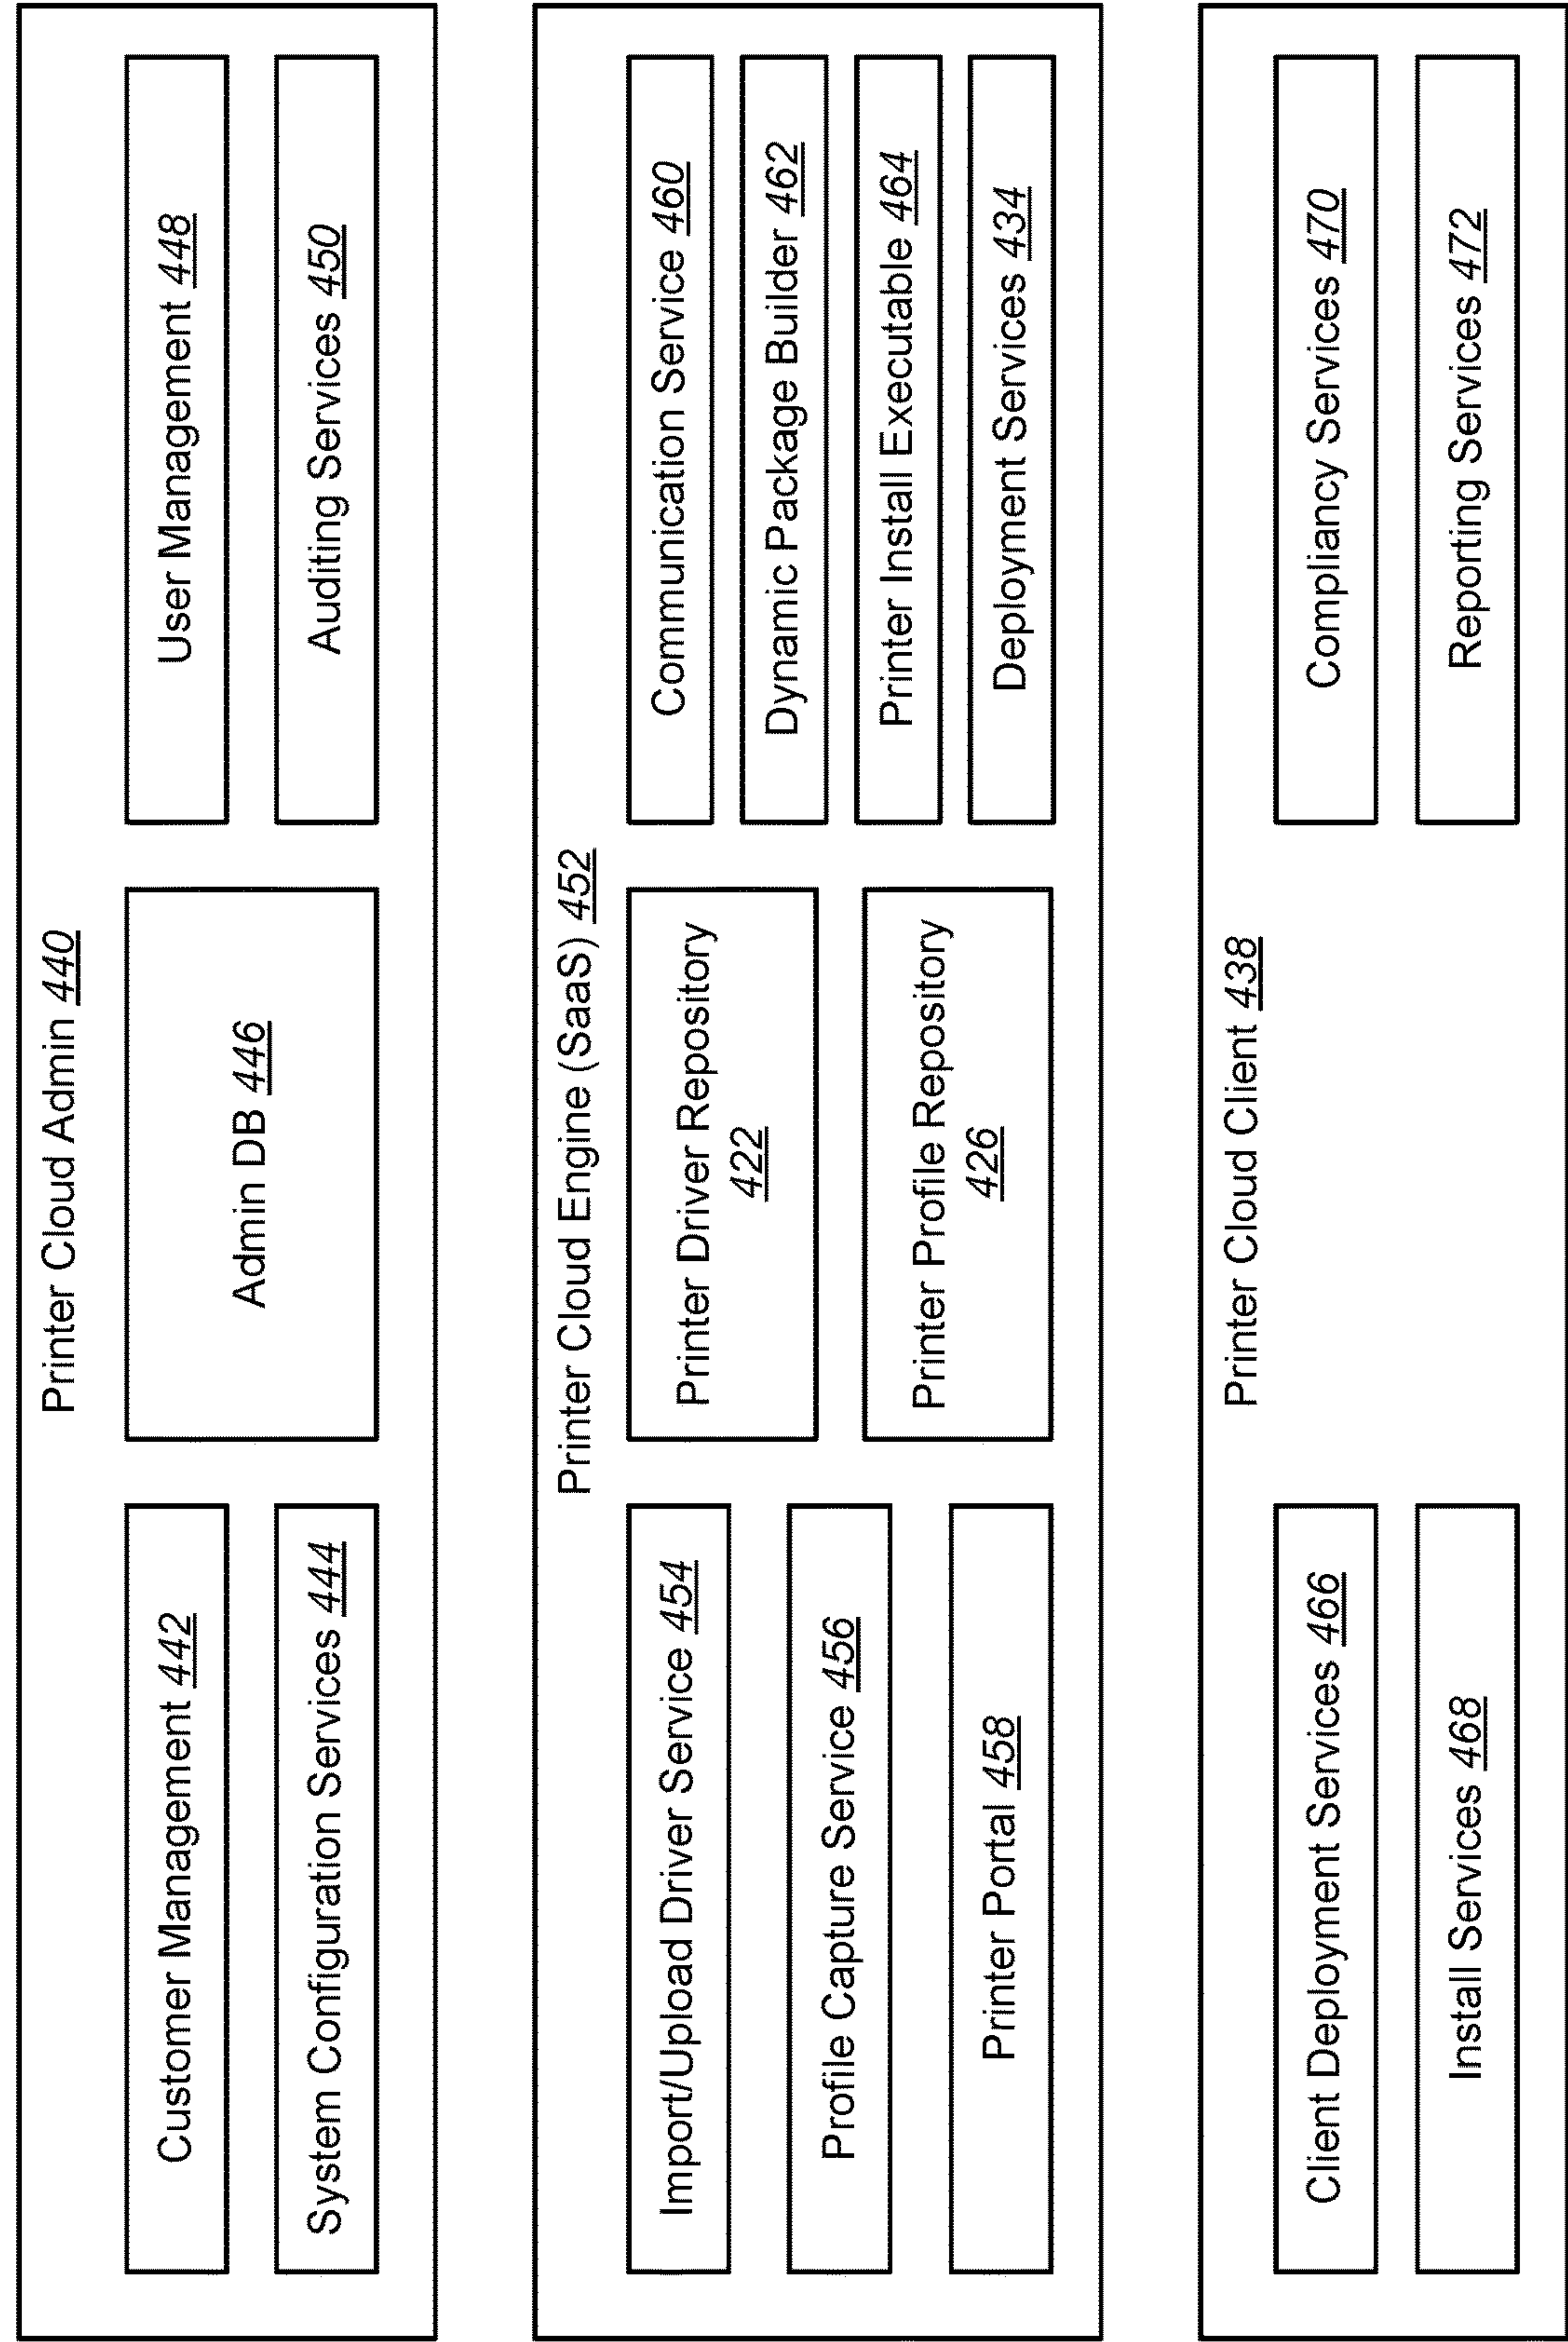 Printer Cloud Admin 440
Customer Management 442
System Configuration Services 444
Admin DB 446
User Management 448
Auditing Services 450
Printer Cloud Engine (SaaS) 452
Import/Upload Driver Service 454
Profile Capture Service 456
Printer Portal 458
Printer Driver Repository
422
Printer Profile Repository
426
Communication Service 460
Dynamic Package Builder 462
Printer Install Executable 464
Deployment Services 434
Printer Cloud Client 438
Client Deployment Services 466
Install Services 468
Compliancy Services 470
Reporting Services 472